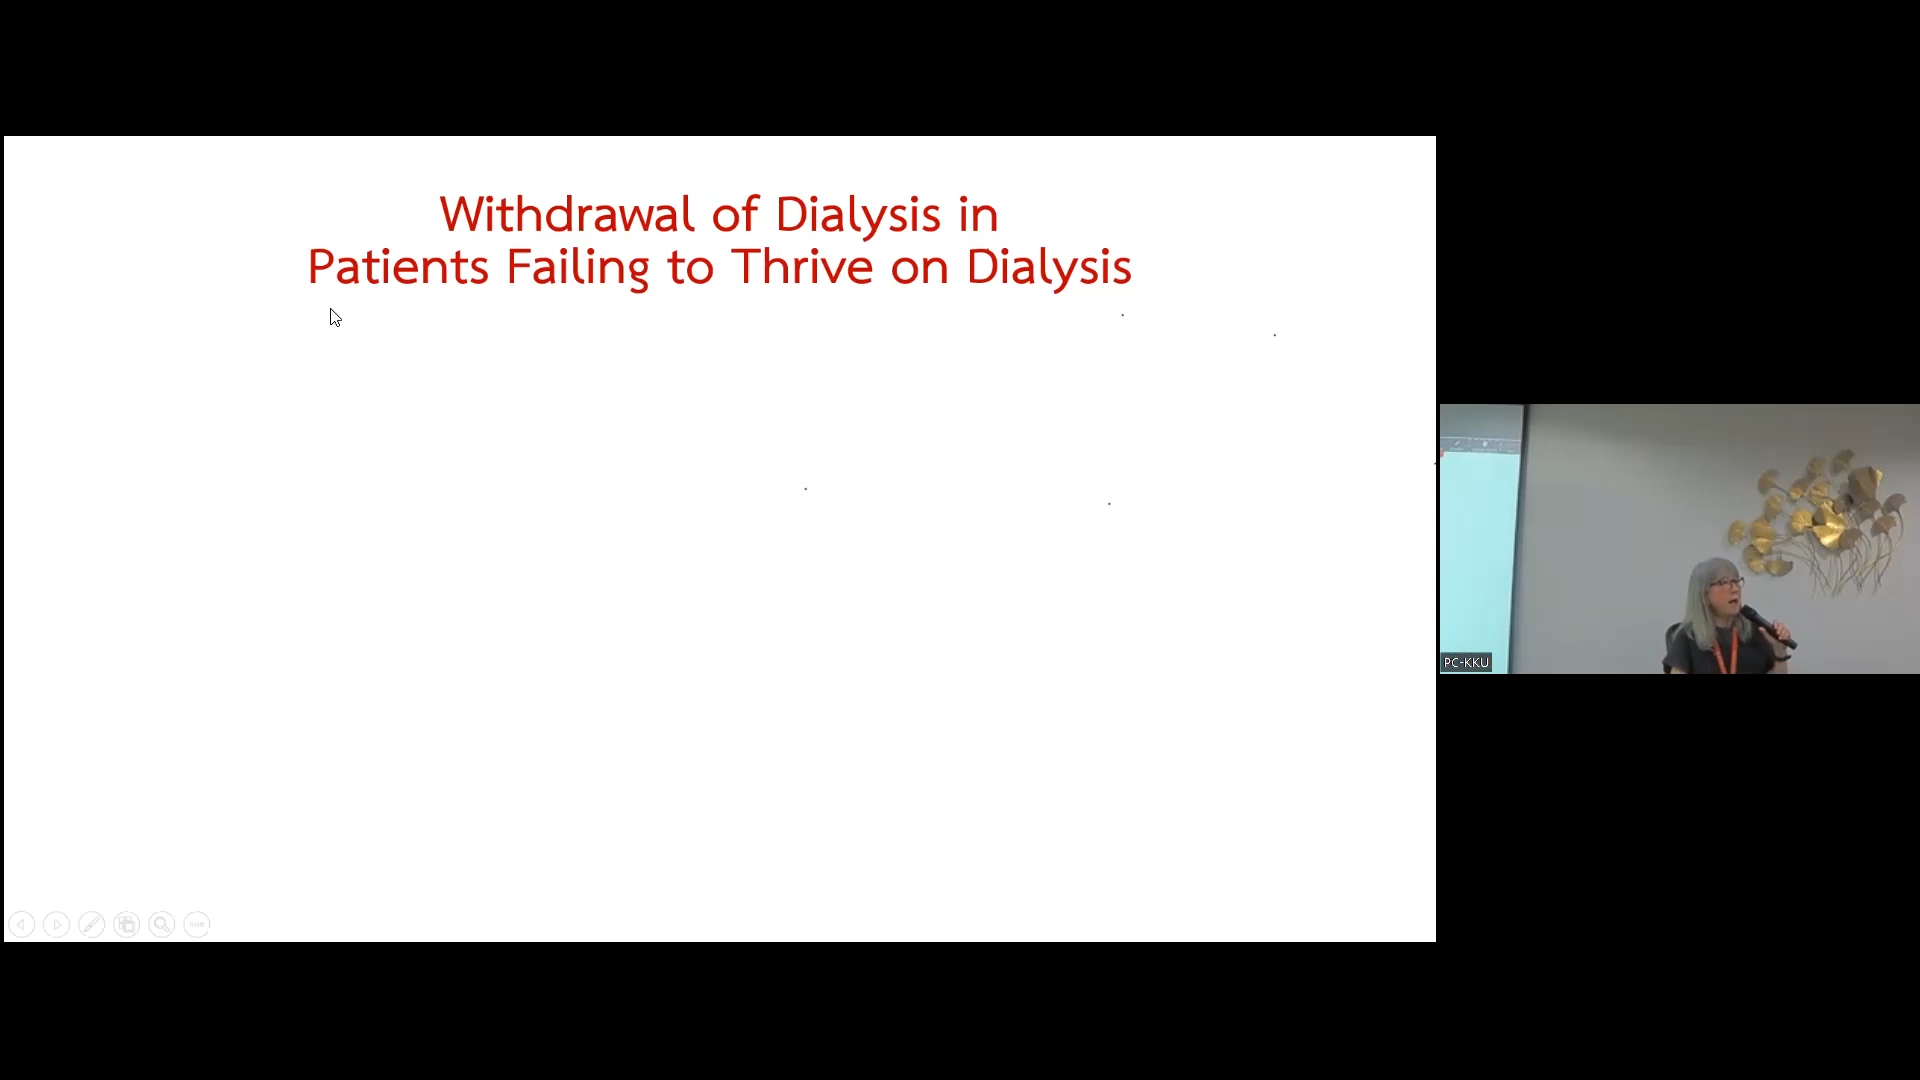 Withdrawal of Dialysis in
Patients Failing to Thrive on Dialysis
PC-KKU